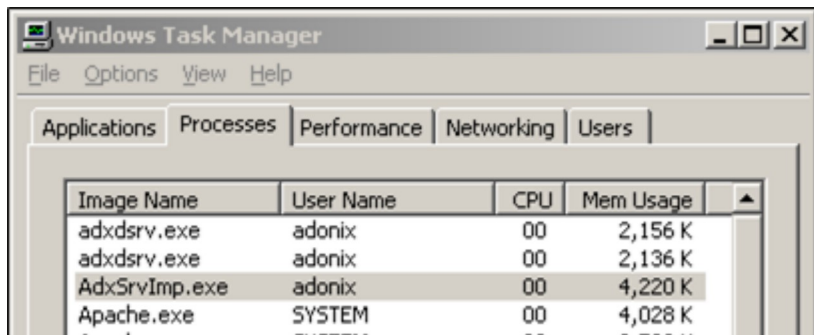 Windows Task Manager
File Options View Help
Applications Processes Performance Networking Users
Image Name User Name CPU Mem Usage
adxdsrv.exe adonix 00 2,156 K
adxdsrv.exe adonix 00 2,136 K
AdxSrvImp.exe adonix 00 4,220 K
Apache.exe SYSTEM 00 4,028 K